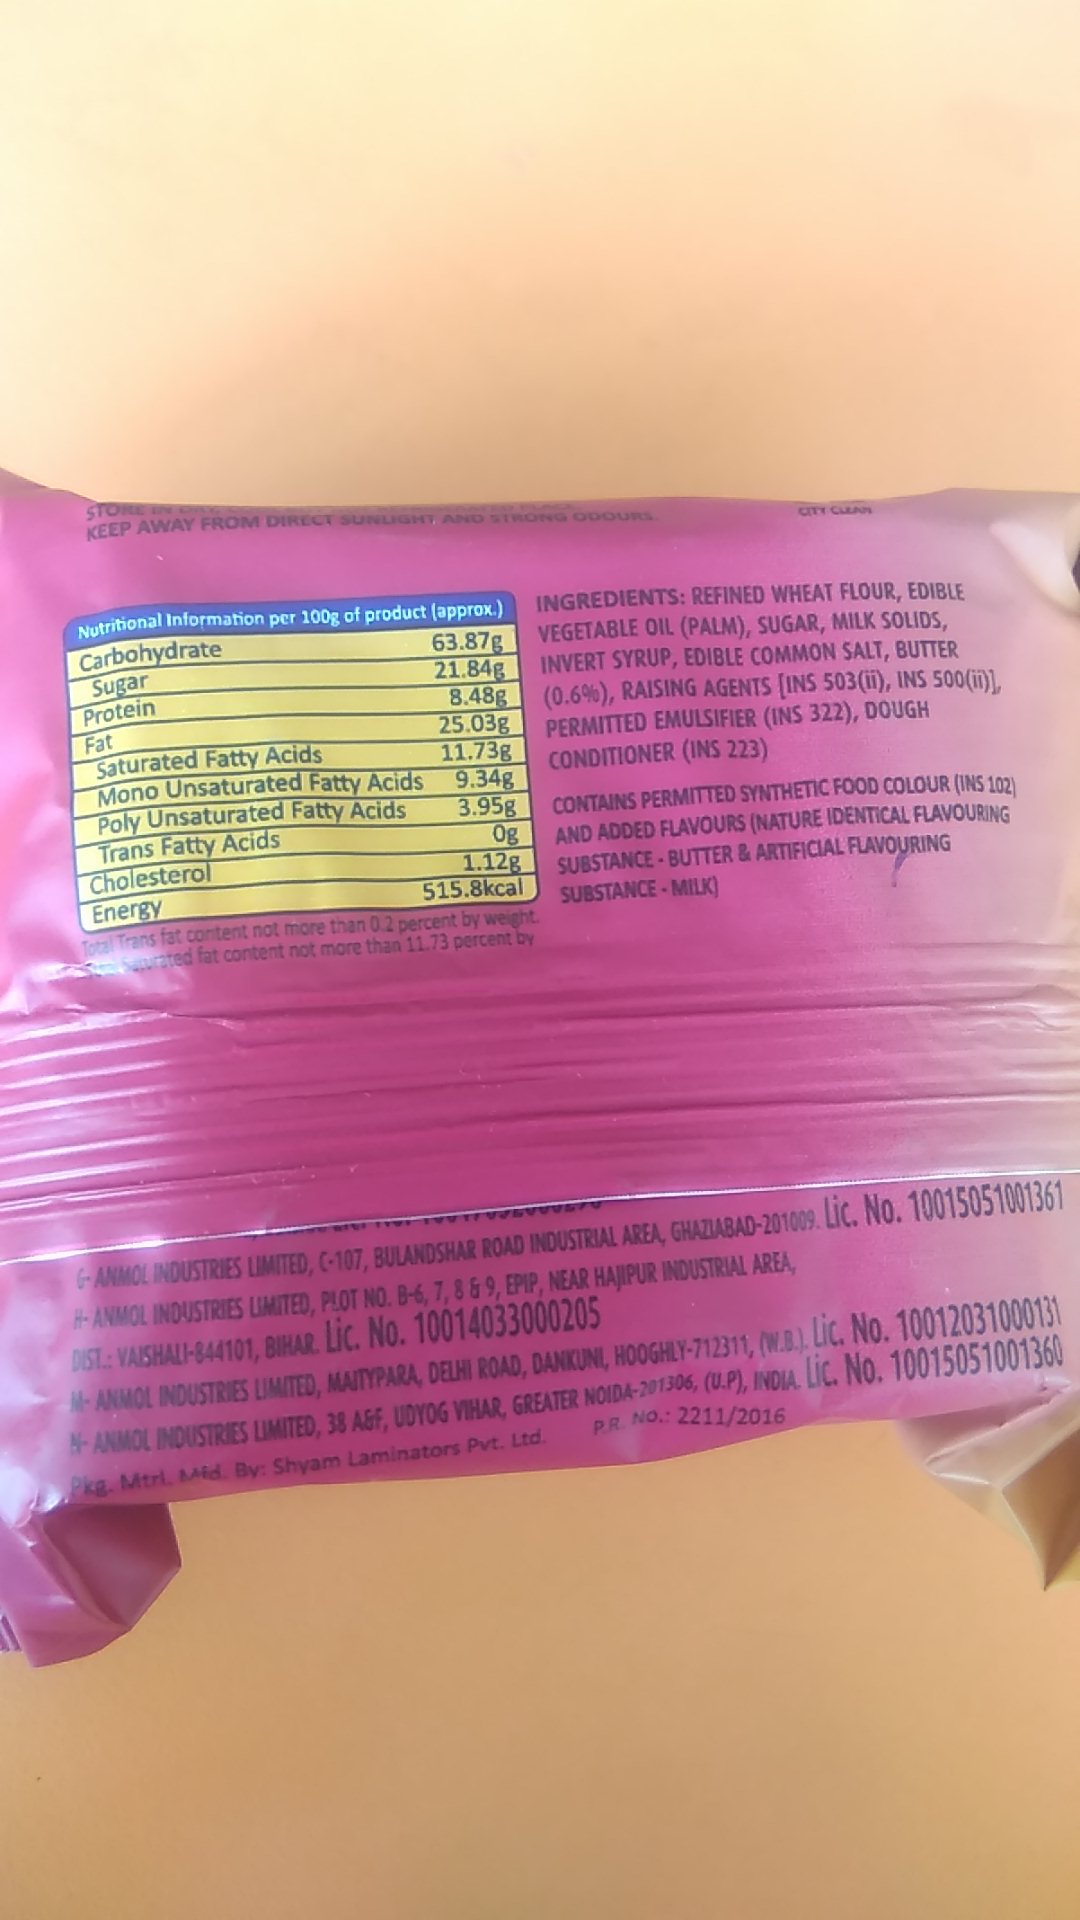 STORE IN
KEEP AWAY FROM DIRECT SUNLIGHT AND STRONG ODOURS.
CITY CLEAN
Nutritional Information per 100g of product (approx.)
Carbohydrate 63.87g
Sugar 21.84g
Protein 8.48g
Fat 25.03g
Saturated Fatty Acids 11.73g
Mono Unsaturated Fatty Acids 9.34g
Poly Unsaturated Fatty Acids 3.95g
Trans Fatty Acids 0g
Cholesterol 1.12g
Energy 515.8kcal
Total Trans fat content not more than 0.2 percent by weight.
Saturated fat content not more than 11.73 percent by
INGREDIENTS: REFINED WHEAT FLOUR, EDIBLE
VEGETABLE OIL (PALM), SUGAR, MILK SOLIDS,
INVERT SYRUP, EDIBLE COMMON SALT, BUTTER
(0.6%), RAISING AGENTS [INS 503(ii), INS 500(ii)],
PERMITTED EMULSIFIER (INS 322), DOUGH
CONDITIONER (INS 223)
CONTAINS PERMITTED SYNTHETIC FOOD COLOUR (INS 102)
AND ADDED FLAVOURS (NATURE IDENTICAL FLAVOURING
SUBSTANCE - BUTTER & ARTIFICIAL FLAVOURING
SUBSTANCE - MILK)
G- ANMOL INDUSTRIES LIMITED, C-107, BULANDSHAR ROAD INDUSTRIAL AREA, GHAZIABAD-201009. Lic. No. 10015051001361
H- ANMOL INDUSTRIES LIMITED, PLOT NO. B-6, 7, 8 & 9, EPIP, NEAR HAJIPUR INDUSTRIAL AREA,
DIST.: VAISHALI-844101, BIHAR. Lic. No. 10014033000205
M- ANMOL INDUSTRIES LIMITED, MAITYPARA, DELHI ROAD, DANKUNI, HOOGHLY-712311, (W.B.). Lic. No. 10012031000131
N- ANMOL INDUSTRIES LIMITED, 38 A&F, UDYOG VIHAR, GREATER NOIDA-201306, (U.P), INDIA. Lic. No. 10015051001360
Pkg. Mtrl. Mfd. By: Shyam Laminators Pvt. Ltd. P.R. No.: 2211/2016